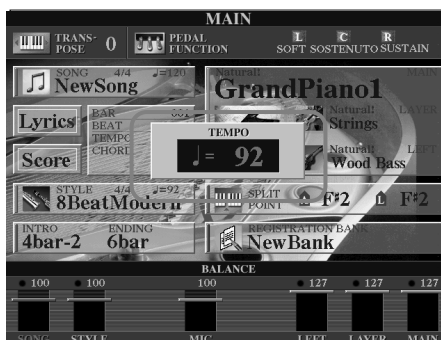 MAIN
TRANS-
POSE 0
PEDAL
FUNCTION
L C R
SOFT SOSTENUTO SUSTAIN
SONG 4/4 ♩=120
NewSong
Natural! MAIN
GrandPiano1
Lyrics
BAR 001
BEAT
TEMPO
CHORD
Natural! LAYER
Strings
TEMPO
♩= 92
Score
Natural! LEFT
Wood Bass
STYLE 4/4 ♩=92
8BeatModern
SPLIT
POINT
F#2 L F#2
INTRO ENDING
4bar-2 6bar
REGISTRATION BANK
NewBank
BALANCE
100 100 100 127 127 127
SONG STYLE MIC LEFT LAYER MAIN